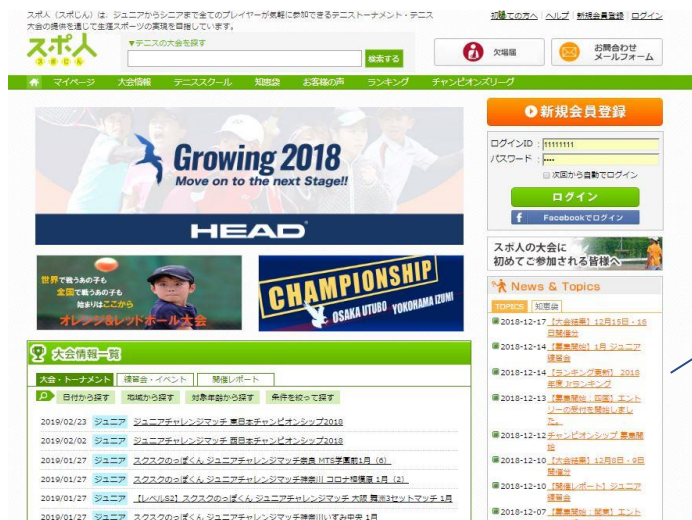 スポ人（スポじん）は、ジュニアからシニアまで全てのプレイヤーが気軽に参加できるテニストーナメント・テニス
大会の提供を通じて生涯スポーツの実現を目指しています。
初めての方へ | ヘルプ | 新規会員登録 | ログイン
スポ人
スポじん
▼テニスの大会を探す
検索する
欠場届
お問合わせ
メールフォーム
マイページ 大会情報 テニススクール 知恵袋 お客様の声 ランキング チャンピオンズリーグ
Growing 2018
Move on to the next Stage!!
HEAD
世界で戦うあの子も
全国で戦うあの子も
始まりはここから
オレンジ&レッドボール大会
CHAMPIONSHIP
OSAKA UTUBO YOKOHAMA IZUMI
大会情報一覧
大会・トーナメント 練習会・イベント 開催レポート
日付から探す 地域から探す 対象年齢から探す 条件を絞って探す
2019/02/23 ジュニア ジュニアチャレンジマッチ 東日本チャンピオンシップ2018
2019/02/02 ジュニア ジュニアチャレンジマッチ 西日本チャンピオンシップ2018
2019/01/27 ジュニア スクスクのっぽくん ジュニアチャレンジマッチ奈良 MTS学園前1月（6）
2019/01/27 ジュニア スクスクのっぽくん ジュニアチャレンジマッチ神奈川 ココナ相模原 1月（2）
2019/01/27 ジュニア 【レベルS2】スクスクのっぽくん ジュニアチャレンジマッチ 大阪 舞洲3セットマッチ 1月
2019/01/27 ジュニア スクスクのっぽくん ジュニアチャレンジマッチ神奈川いずみ中央 1月
新規会員登録
ログインID : 11111111
パスワード : ••••
次回から自動でログイン
ログイン
Facebookでログイン
スポ人の大会に
初めてご参加される皆様へ
News & Topics
TOPICS 知恵袋
2018-12-17 【大会結果】12月15日・16
日開催分
2018-12-14 【募集開始】1月 ジュニア
練習会
2018-12-14 【ランキング更新】 2018
年度 Jrランキング
2018-12-13 【募集開始：四国】エント
リーの受付を開始しまし
た。
2018-12-12 チャンピオンシップ 募集開
始
2018-12-10 【大会結果】12月8日・9日
開催分
2018-12-10 【開催レポート】ジュニア
練習会
2018-12-07 【募集開始：関東】エント